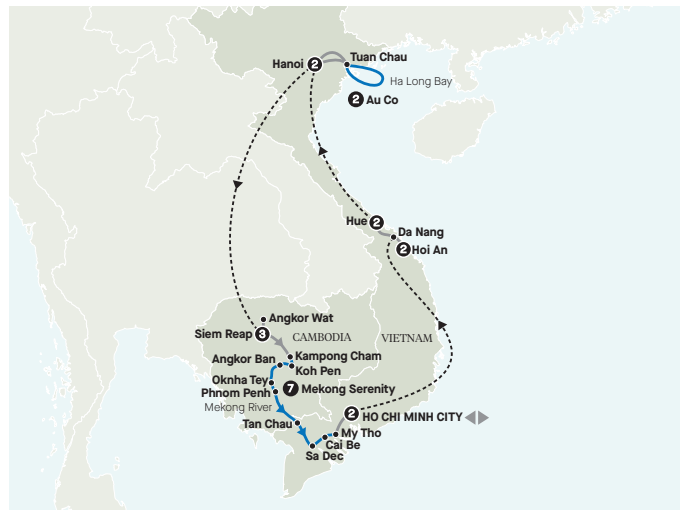 Hanoi 2
Tuan Chau
Ha Long Bay
2 Au Co
Hue 2
Da Nang
2 Hoi An
Angkor Wat
Siem Reap 3
CAMBODIA
VIETNAM
Kampong Cham
Angkor Ban
Koh Pen
Oknha Tey
7 Mekong Serenity
Phnom Penh
Mekong River
2 HO CHI MINH CITY
Tan Chau
My Tho
Cai Be
Sa Dec